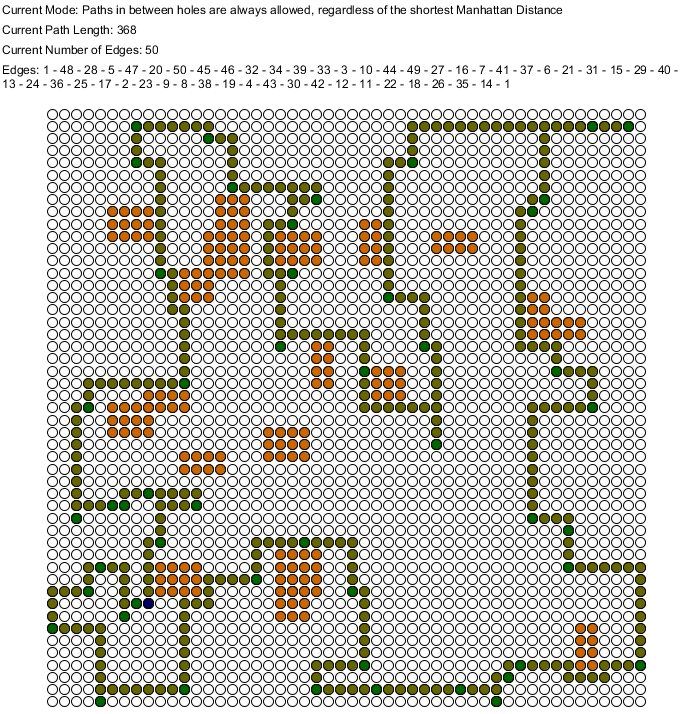 Current Mode: Paths in between holes are always allowed, regardless of the shortest Manhattan Distance
Current Path Length: 368
Current Number of Edges: 50
Edges: 1 - 48 - 28 - 5 - 47 - 20 - 50 - 45 - 46 - 32 - 34 - 39 - 33 - 3 - 10 - 44 - 49 - 27 - 16 - 7 - 41 - 37 - 6 - 21 - 31 - 15 - 29 - 40 -
13 - 24 - 36 - 25 - 17 - 2 - 23 - 9 - 8 - 38 - 19 - 4 - 43 - 30 - 42 - 12 - 11 - 22 - 18 - 26 - 35 - 14 - 1